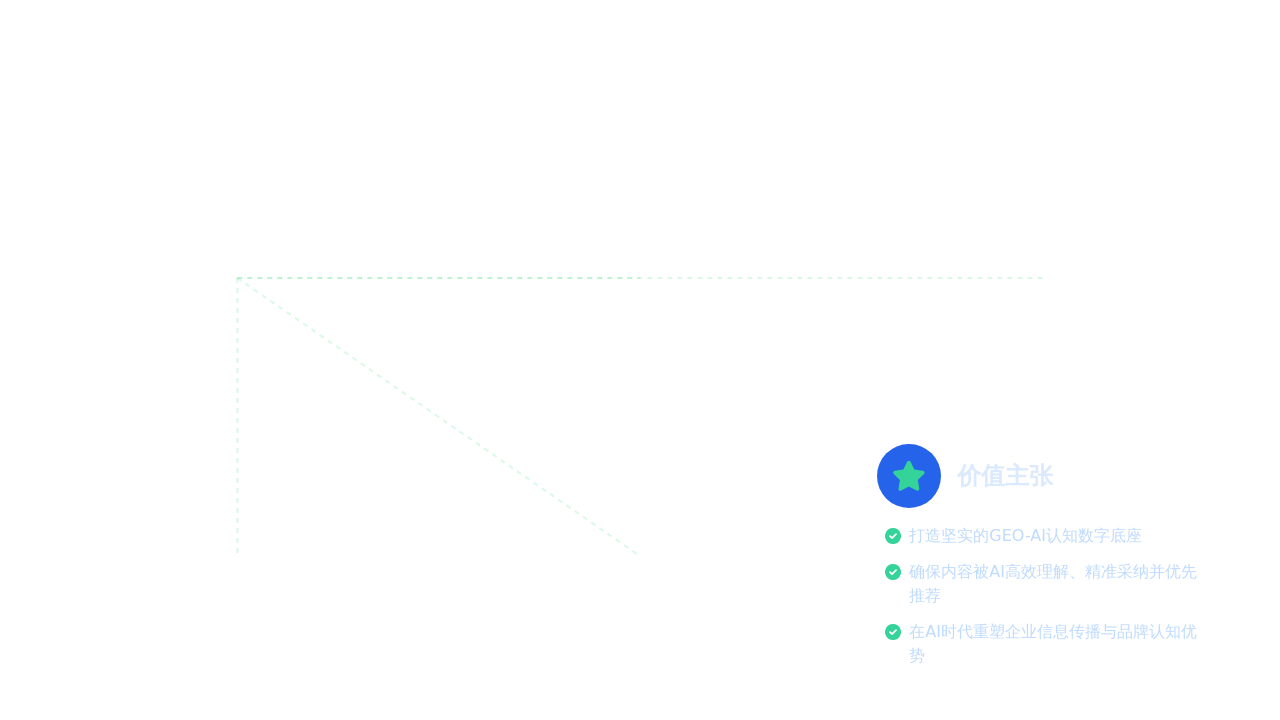 价值主张
打造坚实的GEO-AI认知数字底座
确保内容被AI高效理解、精准采纳并优先
推荐
在AI时代重塑企业信息传播与品牌认知优
势